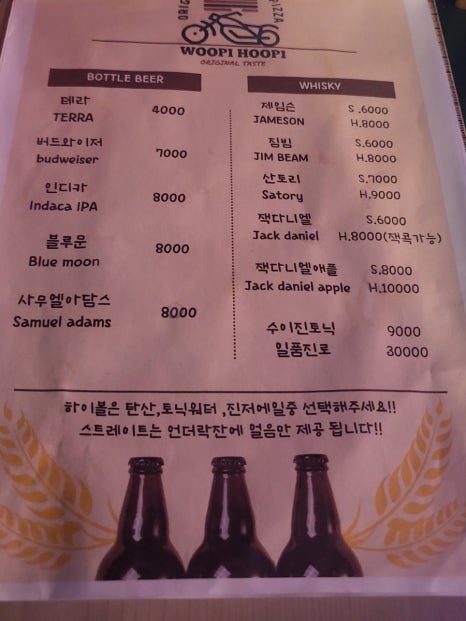 ORIG
PIZZA
WOOPI HOOPI
ORIGINAL TASTE
BOTTLE BEER
테라 4000
TERRA
버드와이저 7000
budweiser
인디카 8000
Indaca iPA
블루문 8000
Blue moon
사우엘아담스 8000
Samuel adams
WHISKY
제임슨 S.6000
JAMESON H.8000
짐빔 S.6000
JIM BEAM H.8000
산토리 S.7000
Satory H.9000
잭다니엘 S.6000
Jack daniel H.8000(잭콕가능)
잭다니엘애플 S.8000
Jack daniel apple H.10000
수이진토닉 9000
일품진로 30000
하이볼은 탄산,토닉워터 ,진저에일중 선택해주세요!!
스트레이트는 언더락잔에 얼음만 제공 됩니다!!